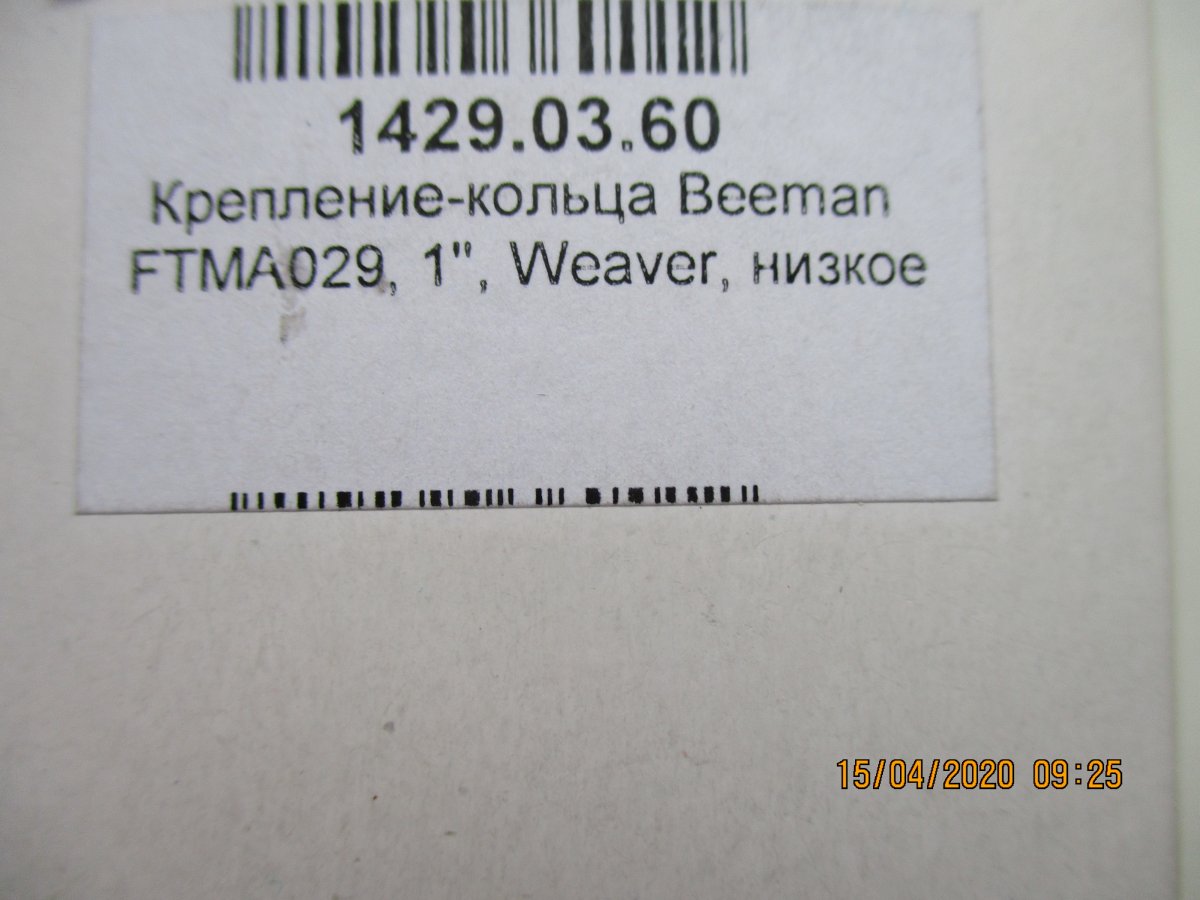 1429.03.60
Крепление-кольца Beeman
FTMA029, 1", Weaver, низкое
15/04/2020 09:25